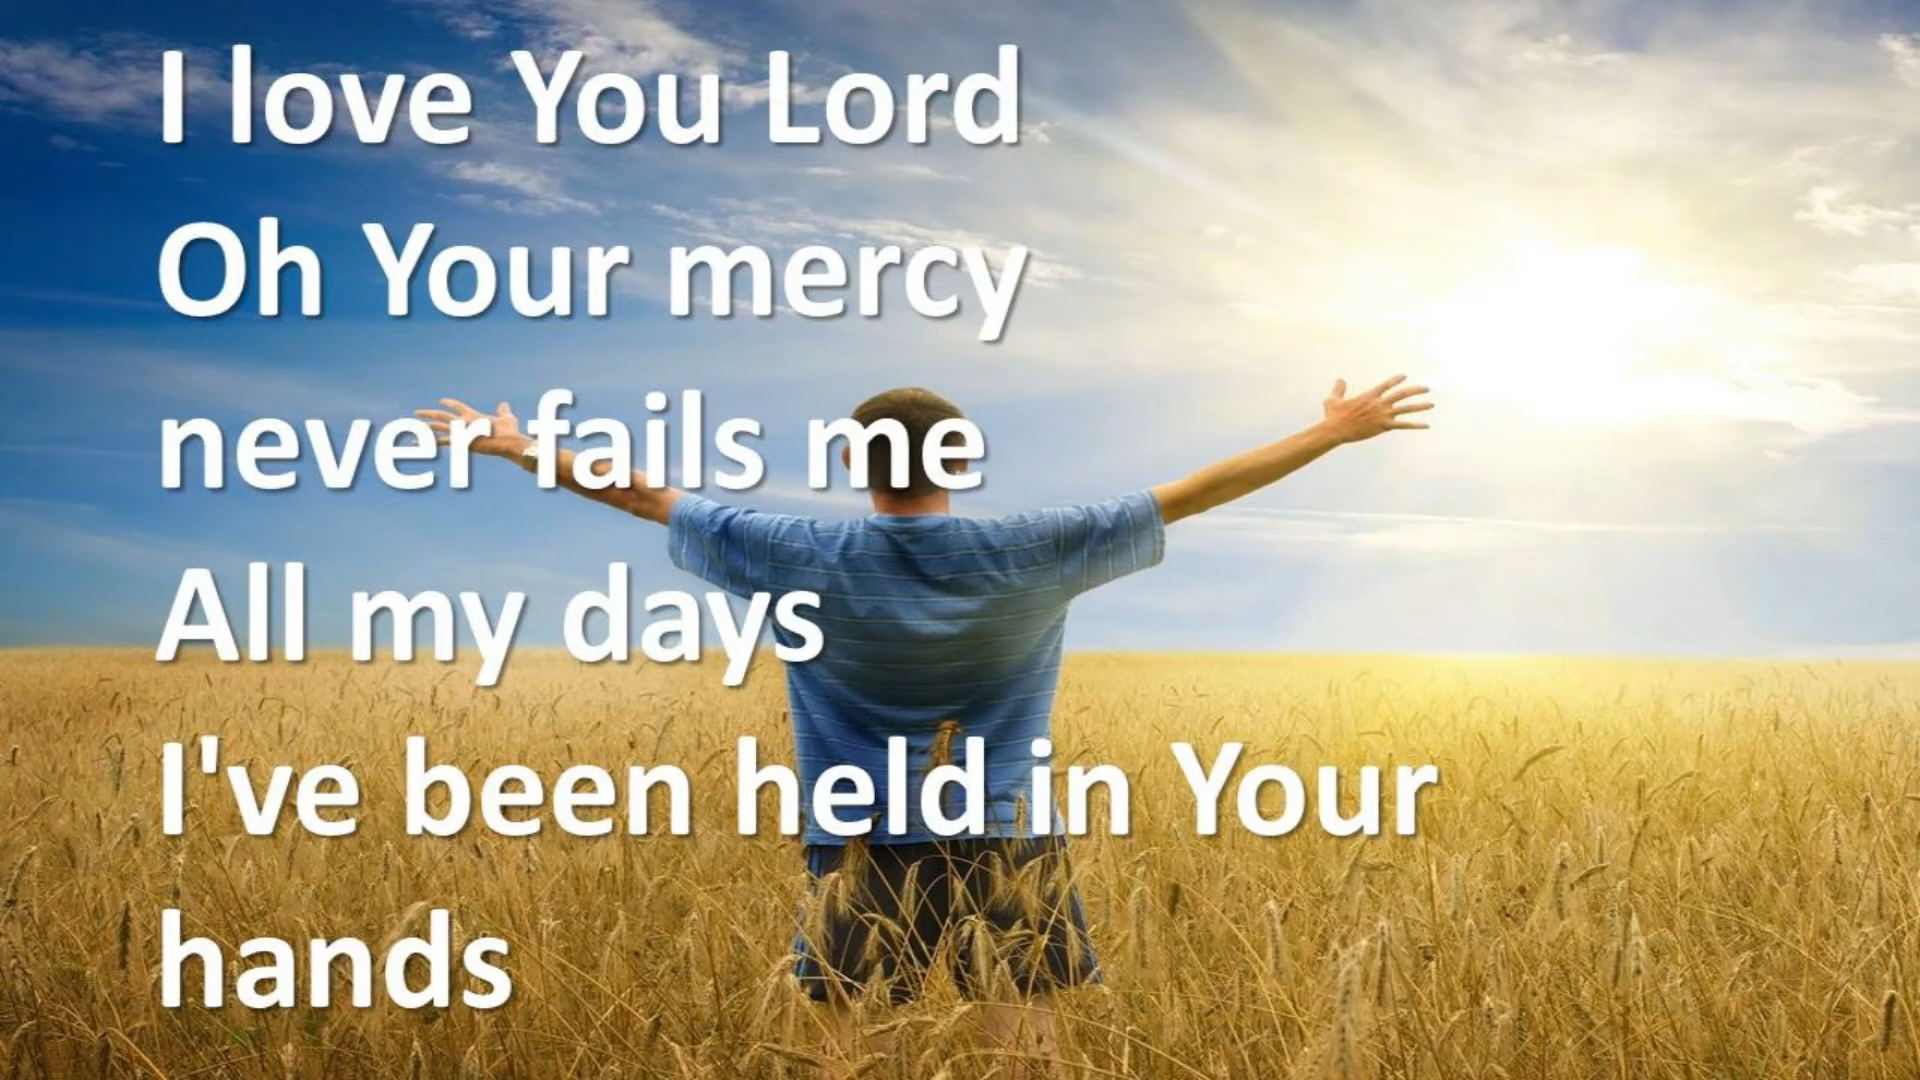 I love You Lord
Oh Your mercy
never fails me
All my days
I've been held in Your
hands